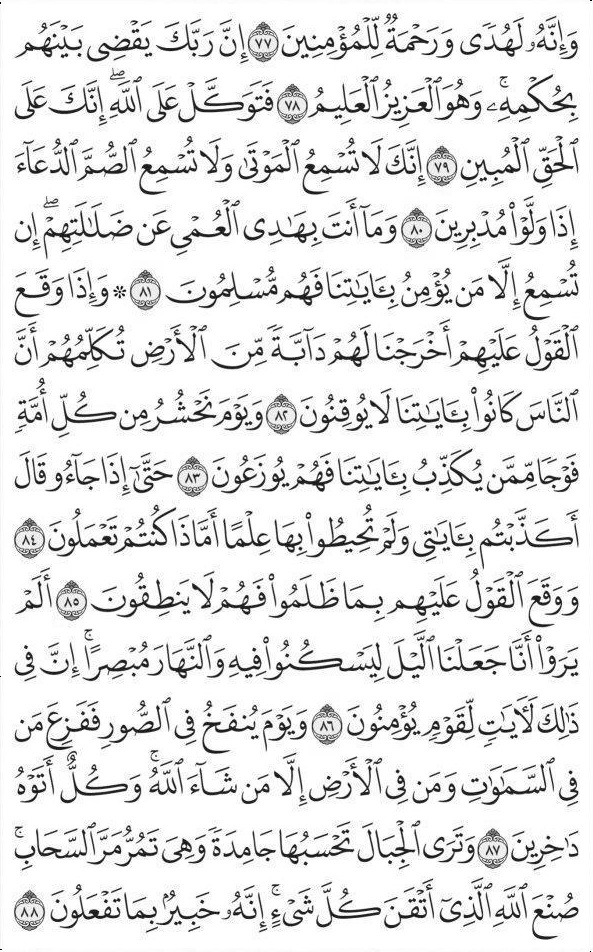 وَإِنَّهُۥ لَهُدًى وَرَحْمَةٌ لِّلْمُؤْمِنِينَ ٧٧ إِنَّ رَبَّكَ يَقْضِى بَيْنَهُم
بِحُكْمِهِۦۚ وَهُوَ ٱلْعَزِيزُ ٱلْعَلِيمُ ٧٨ فَتَوَكَّلْ عَلَى ٱللَّهِۖ إِنَّكَ عَلَى
ٱلْحَقِّ ٱلْمُبِينِ ٧٩ إِنَّكَ لَا تُسْمِعُ ٱلْمَوْتَىٰ وَلَا تُسْمِعُ ٱلصُّمَّ ٱلدُّعَآءَ
إِذَا وَلَّوْا۟ مُدْبِرِينَ ٨٠ وَمَآ أَنتَ بِهَٰدِى ٱلْعُمْىِ عَن ضَلَٰلَتِهِمْۖ إِن
تُسْمِعُ إِلَّا مَن يُؤْمِنُ بِـَٔايَٰتِنَا فَهُم مُّسْلِمُونَ ٨١ ۞ وَإِذَا وَقَعَ
ٱلْقَوْلُ عَلَيْهِمْ أَخْرَجْنَا لَهُمْ دَآبَّةً مِّنَ ٱلْأَرْضِ تُكَلِّمُهُمْ أَنَّ
ٱلنَّاسَ كَانُوا۟ بِـَٔايَٰتِنَا لَا يُوقِنُونَ ٨٢ وَيَوْمَ نَحْشُرُ مِن كُلِّ أُمَّةٍ
فَوْجًا مِّمَّن يُكَذِّبُ بِـَٔايَٰتِنَا فَهُمْ يُوزَعُونَ ٨٣ حَتَّىٰٓ إِذَا جَآءُو قَالَ
أَكَذَّبْتُم بِـَٔايَٰتِى وَلَمْ تُحِيطُوا۟ بِهَا عِلْمًا أَمَّاذَا كُنتُمْ تَعْمَلُونَ ٨٤
وَوَقَعَ ٱلْقَوْلُ عَلَيْهِم بِمَا ظَلَمُوا۟ فَهُمْ لَا يَنطِقُونَ ٨٥ أَلَمْ
يَرَوْا۟ أَنَّا جَعَلْنَا ٱلَّيْلَ لِيَسْكُنُوا۟ فِيهِ وَٱلنَّهَارَ مُبْصِرًاۚ إِنَّ فِى
ذَٰلِكَ لَـَٔايَٰتٍ لِّقَوْمٍ يُؤْمِنُونَ ٨٦ وَيَوْمَ يُنفَخُ فِى ٱلصُّورِ فَفَزِعَ مَن
فِى ٱلسَّمَٰوَٰتِ وَمَن فِى ٱلْأَرْضِ إِلَّا مَن شَآءَ ٱللَّهُۚ وَكُلٌّ أَتَوْهُ
دَٰخِرِينَ ٨٧ وَتَرَى ٱلْجِبَالَ تَحْسَبُهَا جَامِدَةً وَهِىَ تَمُرُّ مَرَّ ٱلسَّحَابِۚ
صُنْعَ ٱللَّهِ ٱلَّذِىٓ أَتْقَنَ كُلَّ شَىْءٍۚ إِنَّهُۥ خَبِيرٌۢ بِمَا تَفْعَلُونَ ٨٨